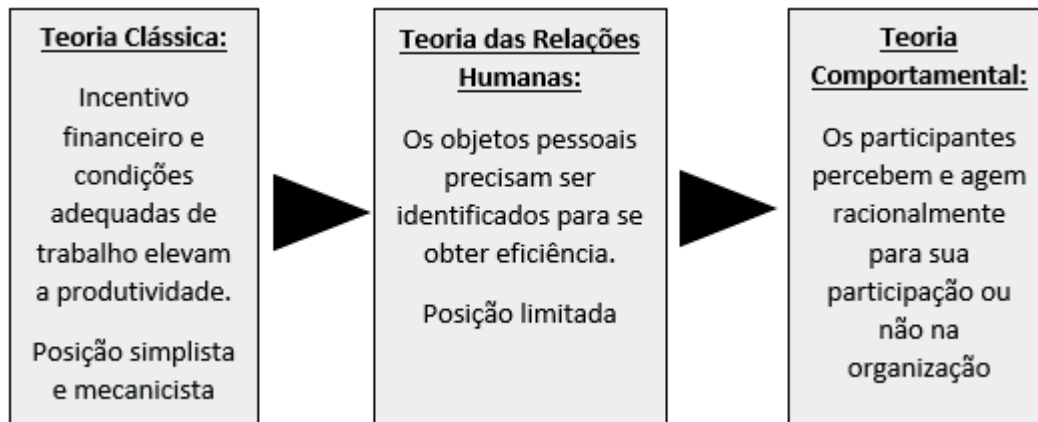 Teoria Clássica:
Incentivo
financeiro e
condições
adequadas de
trabalho elevam
a produtividade.
Posição simplista
e mecanicista
Teoria das Relações
Humanas:
Os objetos pessoais
precisam ser
identificados para se
obter eficiência.
Posição limitada
Teoria
Comportamental:
Os participantes
percebem e agem
racionalmente
para sua
participação ou
não na
organização